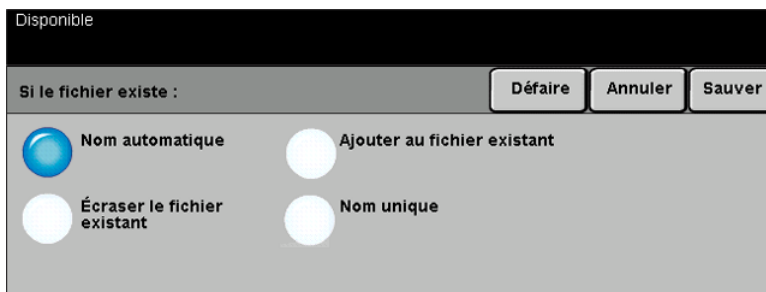 Disponible
Si le fichier existe :
Défaire
Annuler
Sauver
Nom automatique
Ajouter au fichier existant
Écraser le fichier
existant
Nom unique